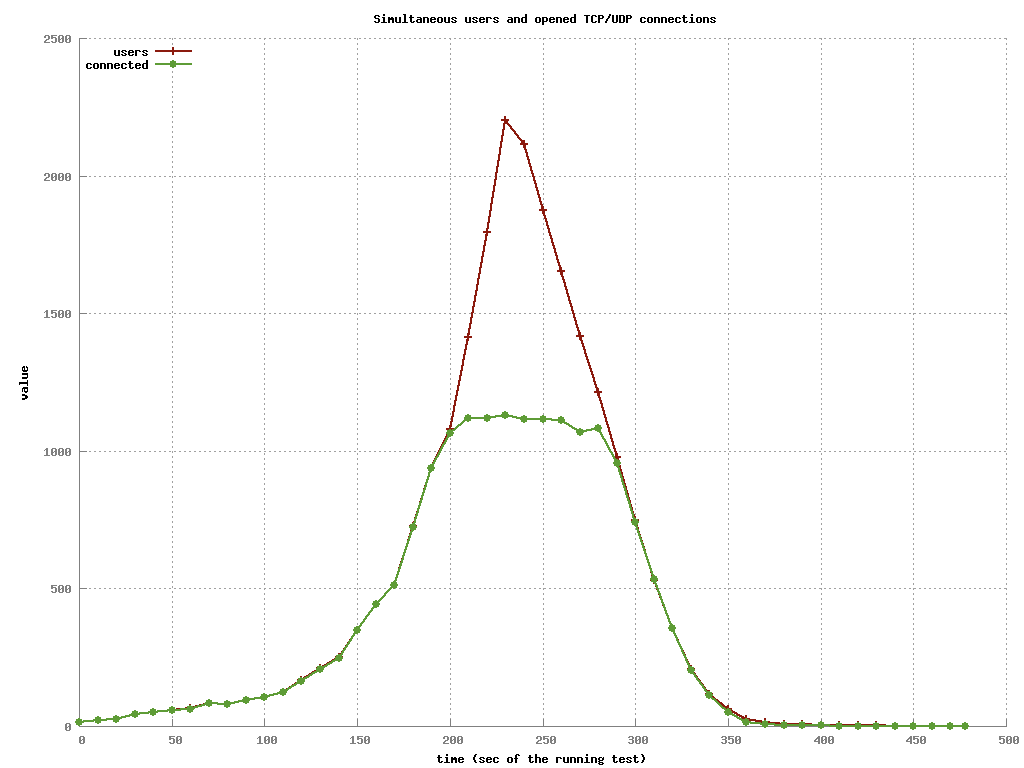 Simultaneous users and opened TCP/UDP connections
2500
users
connected
2000
1500
value
1000
500
0
0 50 100 150 200 250 300 350 400 450 500
time (sec of the running test)